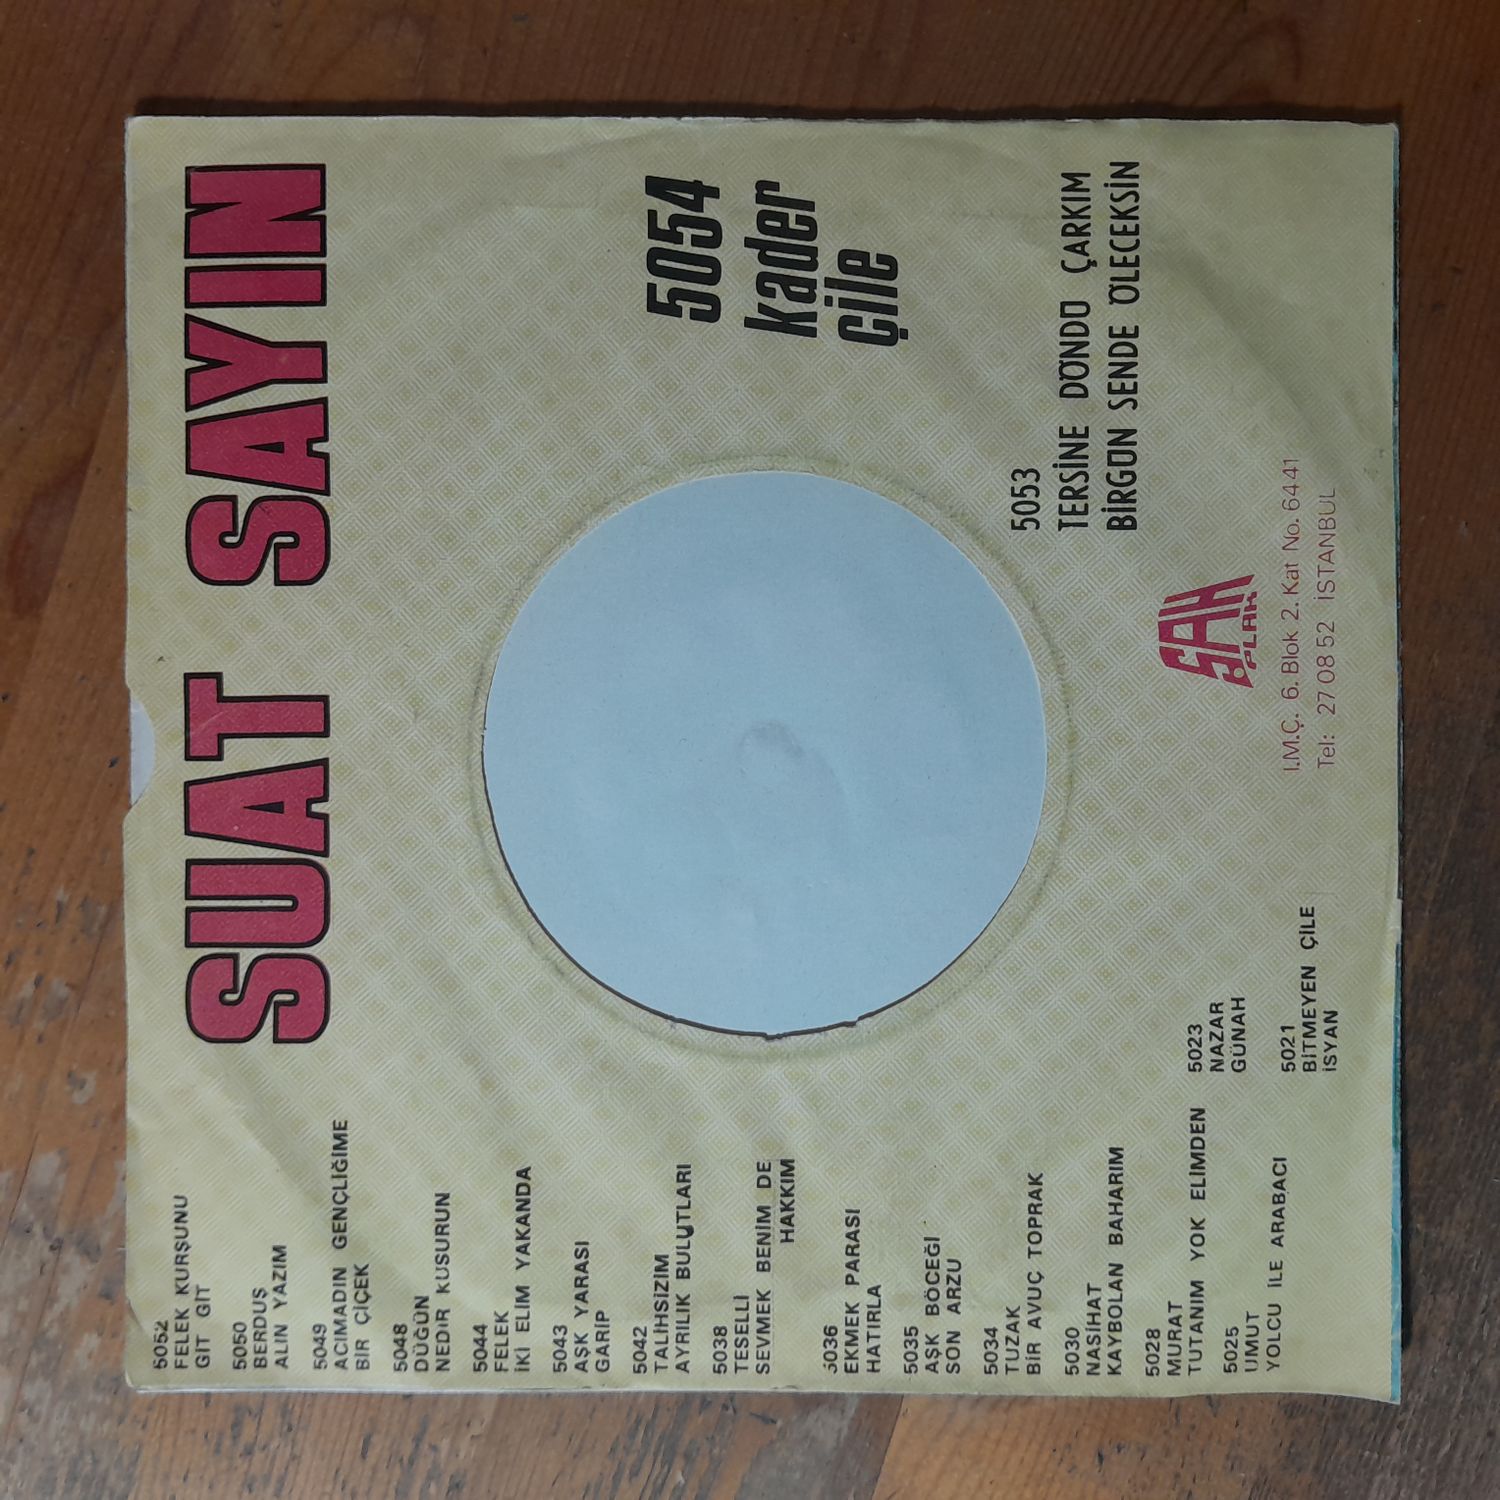 SUAT SAYIN
5052
FELEK KURŞUNU
GİT GİT
5050
BERDUŞ
ALIN YAZIM
5049
ACIMADIN GENÇLİĞİME
BİR ÇİÇEK
5048
DÜĞÜN
NEDİR KUSURUN
5044
FELEK
İKİ ELİM YAKANDA
5043
AŞK YARASI
GARİP
5042
TALİHSİZİM
AYRILIK BULUTLARI
5038
TESELLİ
SEVMEK BENİM DE
HAKKIM
5036
EKMEK PARASI
HATIRLA
5035
AŞK BÖCEĞİ
SON ARZU
5034
TUZAK
BİR AVUÇ TOPRAK
5030
NASİHAT
KAYBOLAN BAHARIM
5028
MURAT
TUTANIM YOK ELİMDEN
5025
UMUT
YOLCU İLE ARABACI
5023
NAZAR
GÜNAH
5021
BİTMEYEN ÇİLE
İSYAN
5054
kader
çile
5053
TERSİNE DÖNDÜ ÇARKIM
BİRGÜN SENDE ÖLECEKSİN
ŞAH
PLAK
İ.M.Ç. 6. Blok 2. Kat No. 6441
Tel: 27 08 52 İSTANBUL